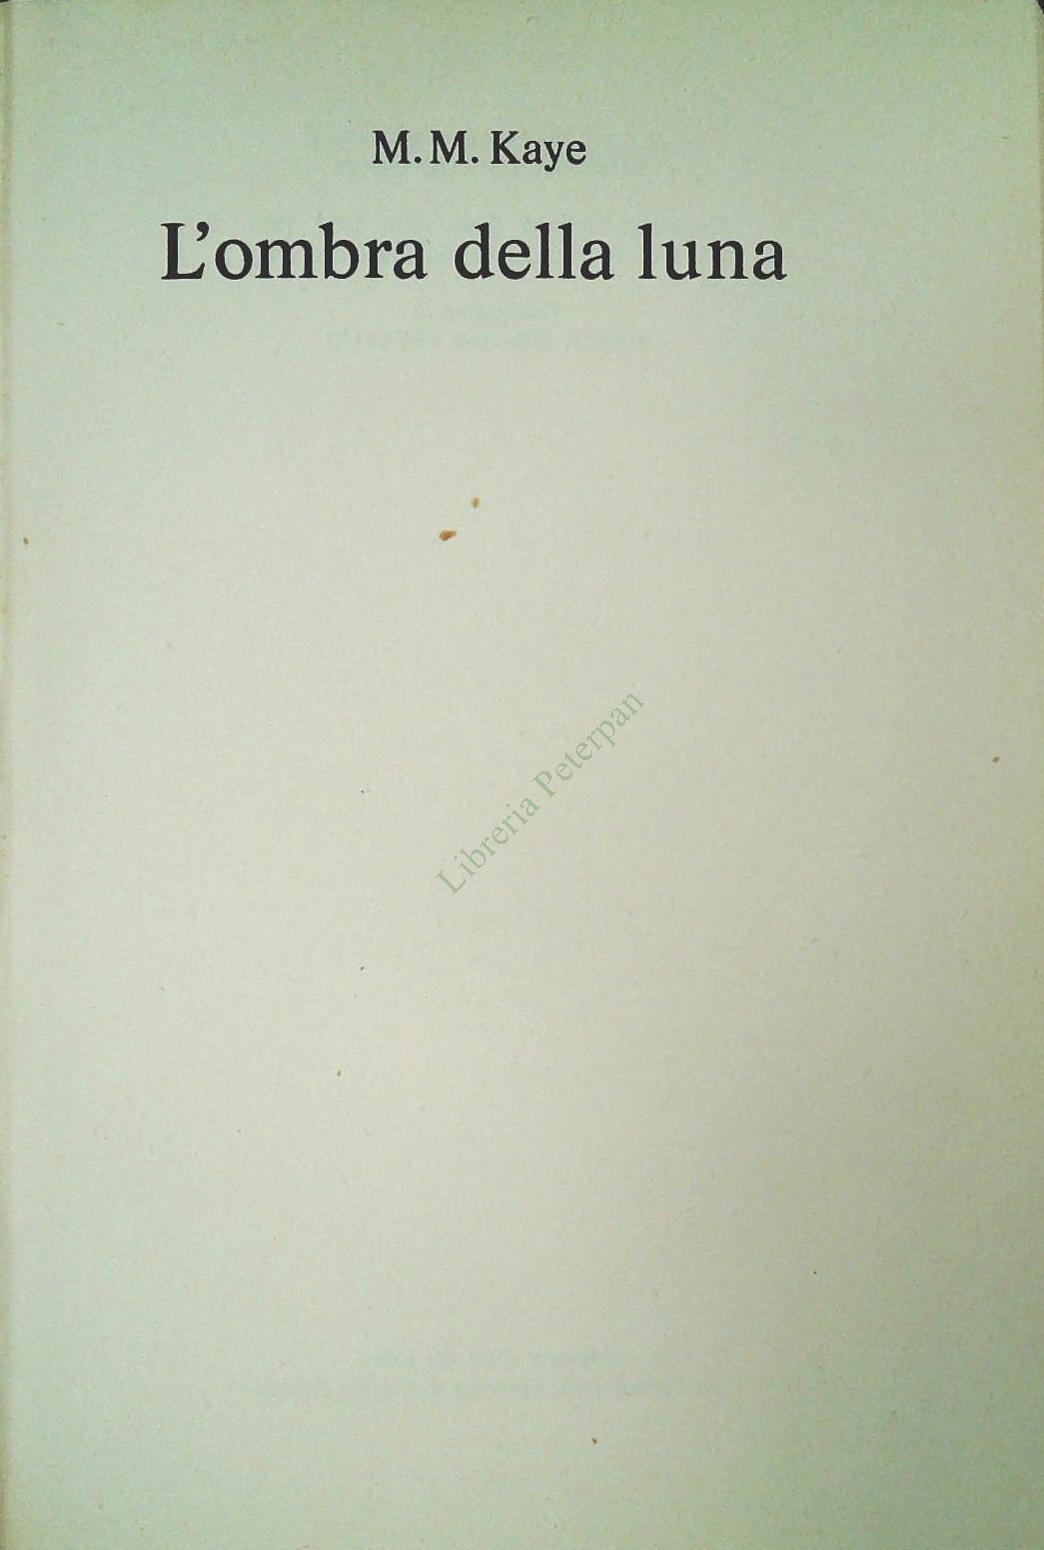 M. M. Kaye
L'ombra della luna
Libreria Peterpan